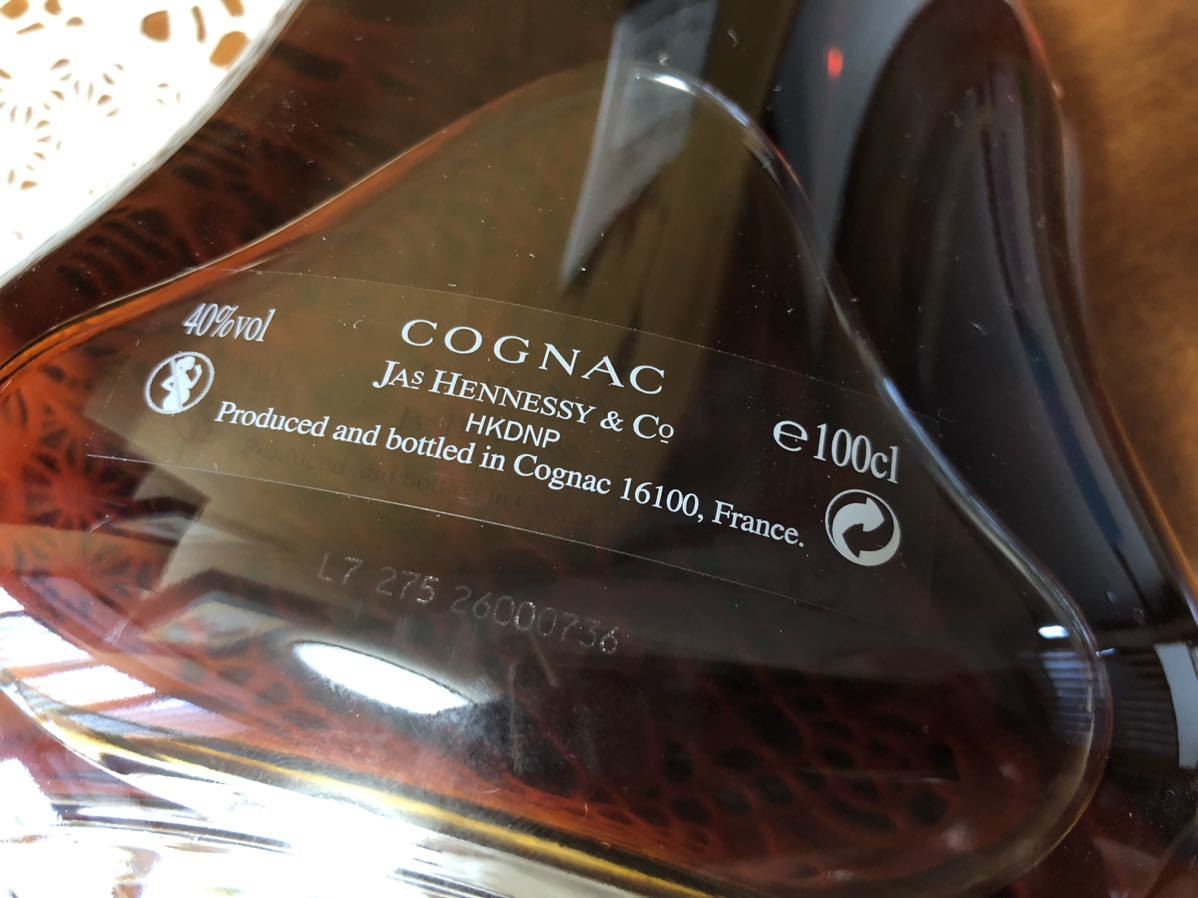 40%vol
COGNAC
JAS HENNESSY & Co
HKDNP
Produced and bottled in Cognac 16100, France.
e100cl
L7 275 26000736